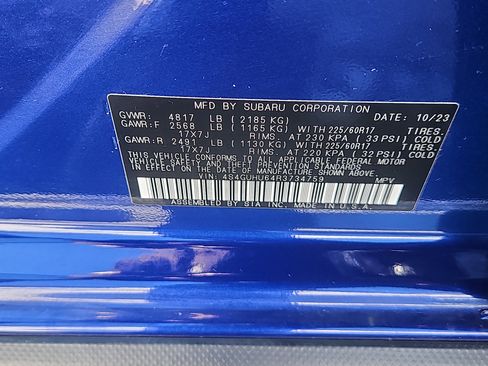 MFD BY SUBARU CORPORATION DATE: 10/23
GVWR: 4817 LB (2185 KG)
GAWR:F 2568 LB (1165 KG) WITH 225/60R17 TIRES.
17X7J RIMS. AT 230 KPA (33 PSI) COLD
GAWR:R 2491 LB (1130 KG) WITH 225/60R17 TIRES.
17X7J RIMS. AT 220 KPA (32 PSI) COLD
THIS VEHICLE CONFORMS TO ALL APPLICABLE FEDERAL MOTOR
VEHICLE SAFETY AND THEFT PREVENTION STANDARDS
IN EFFECT ON THE DATE OF MANUFACTURE SHOWN ABOVE.
VIN: 4S4GUHU64R3734759 MPV
ASSEMBLED BY SIA INC. MADE IN U.S.A.